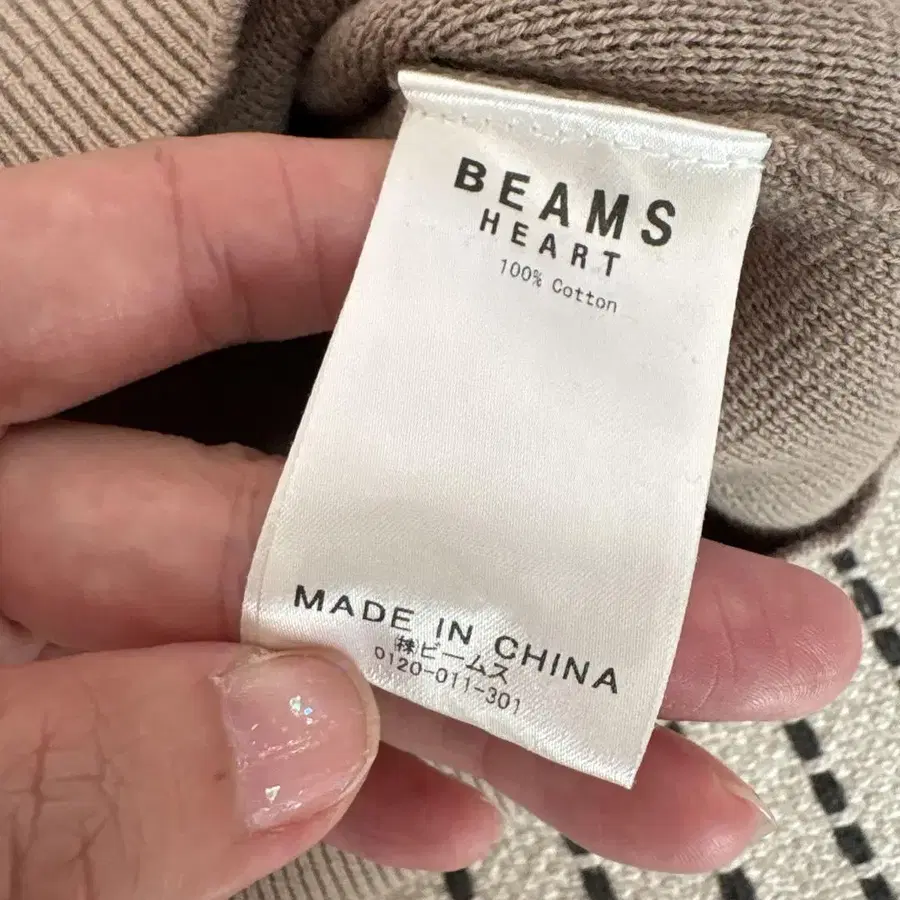 BEAMS
HEART
100% Cotton
MADE IN CHINA
㈱ビームス
0120-011-301